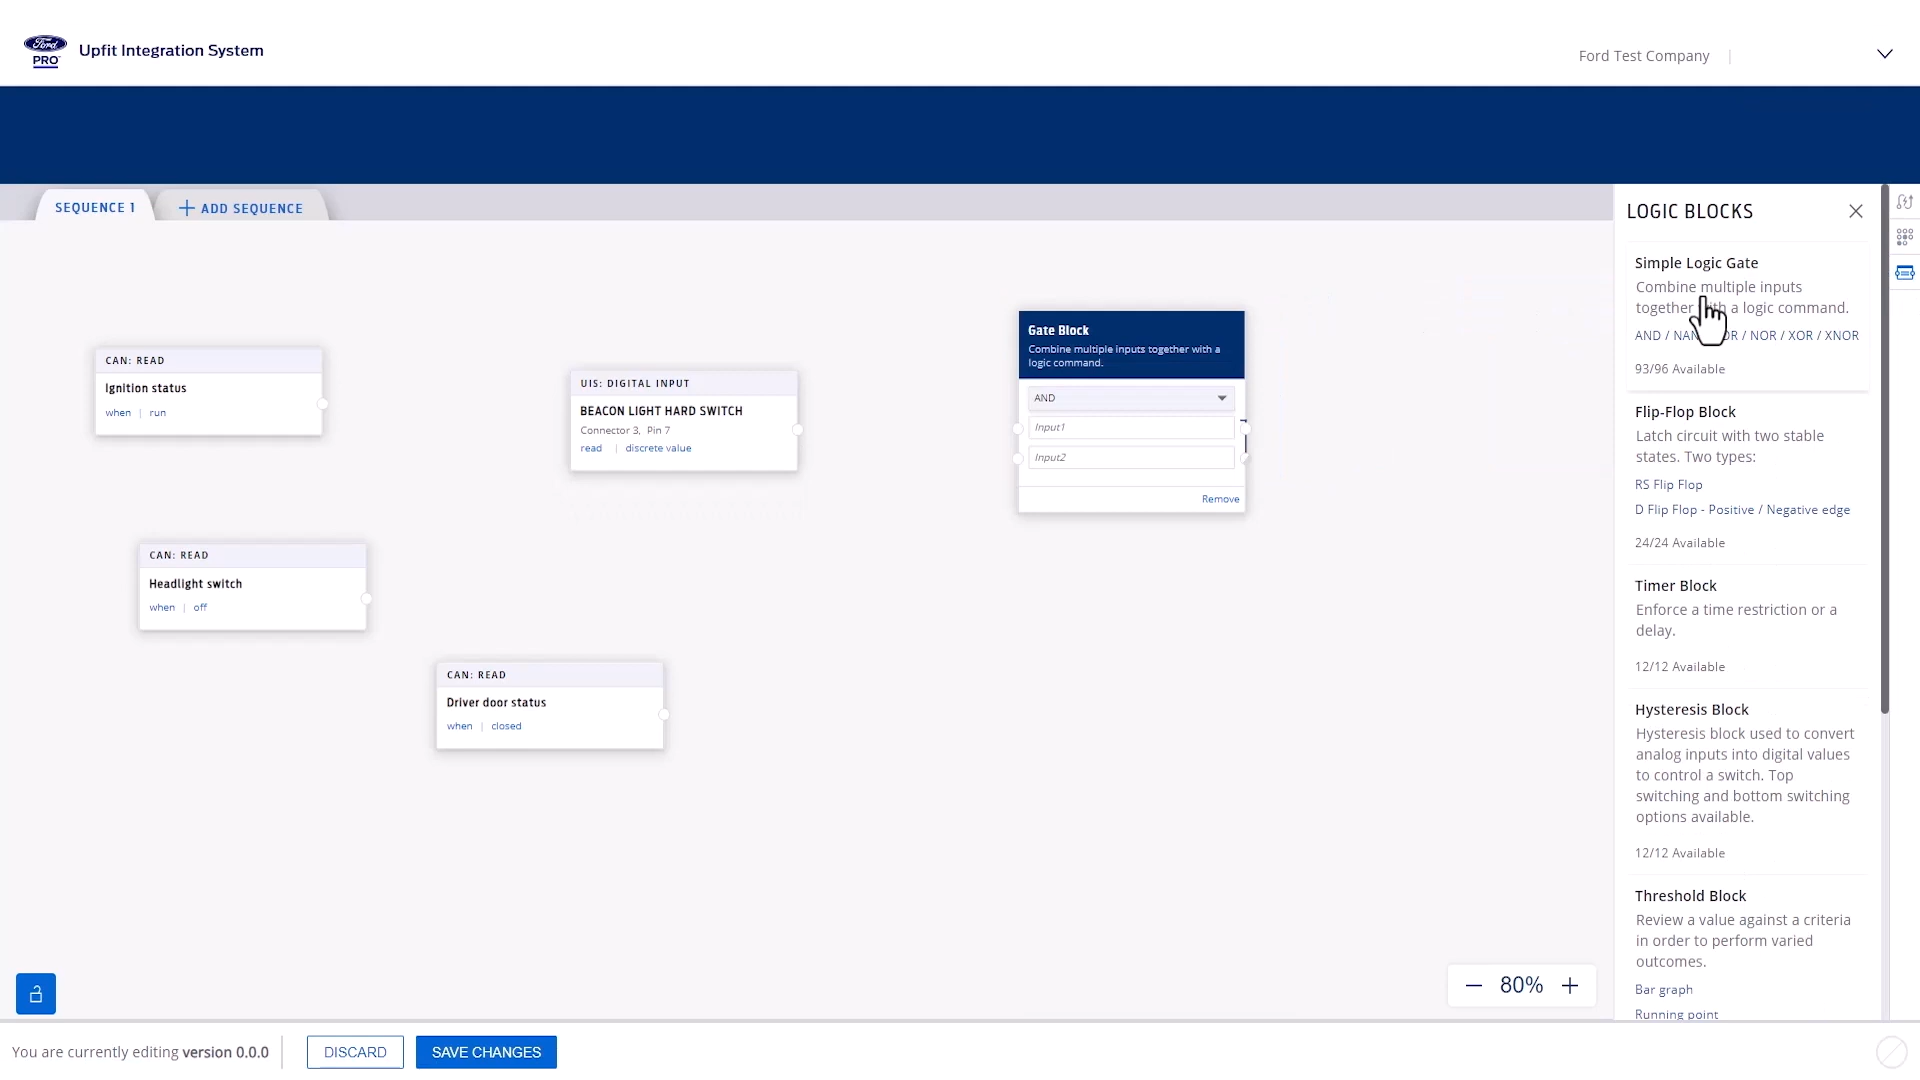 Ford
PRO
Upfit Integration System
Ford Test Company
SEQUENCE 1
ADD SEQUENCE
LOGIC BLOCKS
Simple Logic Gate
Combine multiple inputs
together with a logic command.
AND / NAN OR / NOR / XOR / XNOR
93/96 Available
Flip-Flop Block
Latch circuit with two stable
states. Two types:
RS Flip Flop
D Flip Flop - Positive / Negative edge
24/24 Available
Timer Block
Enforce a time restriction or a
delay.
12/12 Available
Hysteresis Block
Hysteresis block used to convert
analog inputs into digital values
to control a switch. Top
switching and bottom switching
options available.
12/12 Available
Threshold Block
Review a value against a criteria
in order to perform varied
outcomes.
Bar graph
Running point
CAN: READ
Ignition status
when | run
UIS: DIGITAL INPUT
BEACON LIGHT HARD SWITCH
Connector 3, Pin 7
read | discrete value
Gate Block
Combine multiple inputs together with a
logic command.
AND
Input1
Input2
Remove
CAN: READ
Headlight switch
when | off
CAN: READ
Driver door status
when | closed
80%
You are currently editing version 0.0.0
DISCARD
SAVE CHANGES